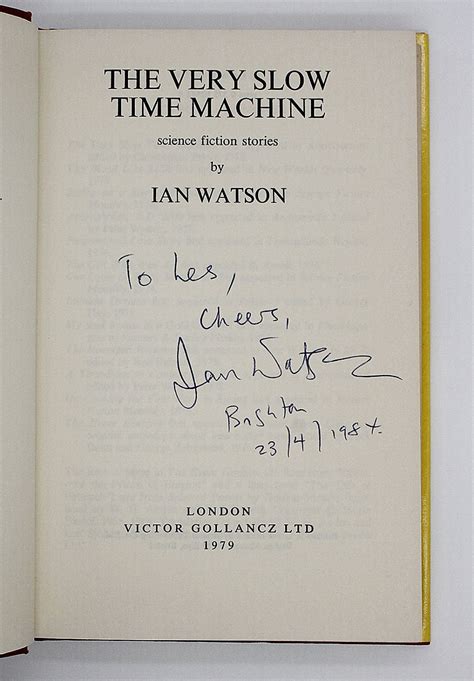 THE VERY SLOW
TIME MACHINE
science fiction stories
by
IAN WATSON
To Les,
Cheers,
Ian Watson
Brighton
23/4/1984.
LONDON
VICTOR GOLLANCZ LTD
1979